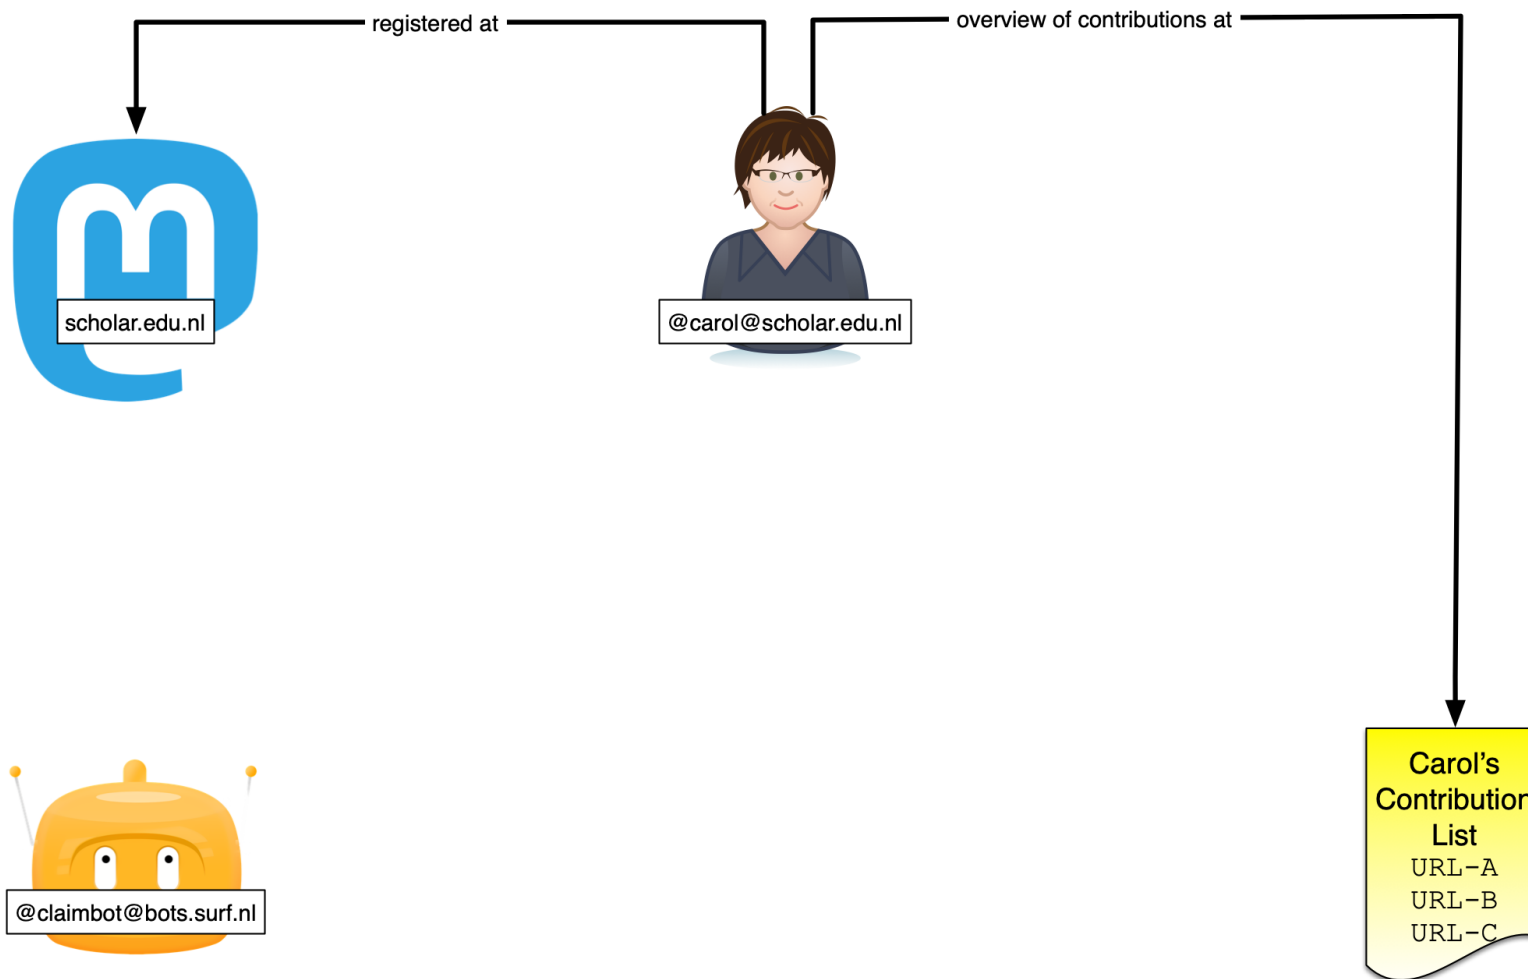 registered at
overview of contributions at
scholar.edu.nl
@carol@scholar.edu.nl
@claimbot@bots.surf.nl
Carol's
Contribution
List
URL-A
URL-B
URL-C